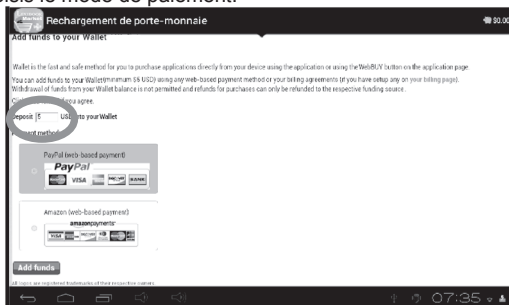 Rechargement de porte-monnaie
$0.00
Add funds to your Wallet
Wallet is the fast and safe method for you to purchase applications directly from your device using the application or using the WebBUY button on the application page.
You can add funds to your Wallet(minimum $6 USD) using any web-based payment method or your billing agreements (if you have setup any on your billing page).
Withdrawal of funds from your Wallet balance is not permitted and refunds for purchases can only be refunded to the respective funding source.
you agree.
Deposit 5 USD into your Wallet
PayPal (web-based payment)
PayPal
VISA BANK
Amazon (web-based payment)
amazonpayments
VISA
Add funds
All logos are registered trademarks of their respective owners
07:35